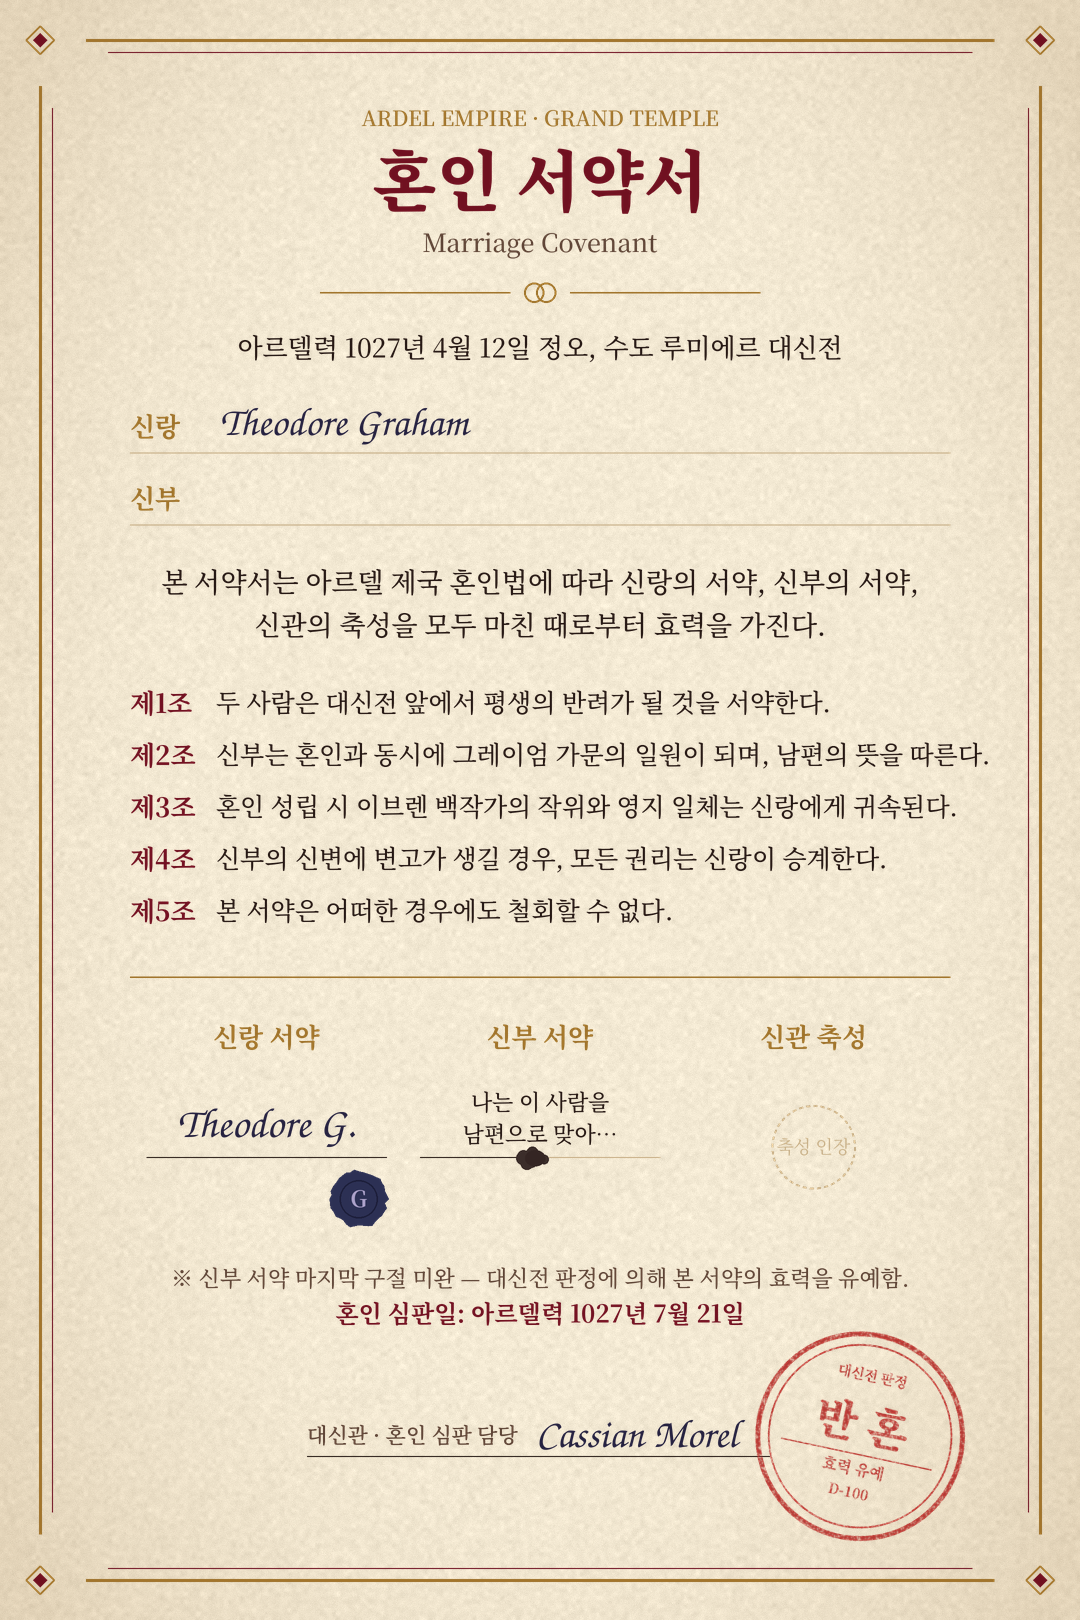 ARDEL EMPIRE · GRAND TEMPLE
혼인 서약서
Marriage Covenant
아르델력 1027년 4월 12일 정오, 수도 루미에르 대신전
신랑 Theodore Graham
신부
본 서약서는 아르델 제국 혼인법에 따라 신랑의 서약, 신부의 서약,
신관의 축성을 모두 마친 때로부터 효력을 가진다.
제1조 두 사람은 대신전 앞에서 평생의 반려가 될 것을 서약한다.
제2조 신부는 혼인과 동시에 그레이엄 가문의 일원이 되며, 남편의 뜻을 따른다.
제3조 혼인 성립 시 이브렌 백작가의 작위와 영지 일체는 신랑에게 귀속된다.
제4조 신부의 신변에 변고가 생길 경우, 모든 권리는 신랑이 승계한다.
제5조 본 서약은 어떠한 경우에도 철회할 수 없다.
신랑 서약 신부 서약 신관 축성
나는 이 사람을
남편으로 맞아…
Theodore G.
축성 인장
G
※ 신부 서약 마지막 구절 미완 — 대신전 판정에 의해 본 서약의 효력을 유예함.
혼인 심판일: 아르델력 1027년 7월 21일
대신관 · 혼인 심판 담당 Cassian Morel
대신전 판정
반혼
효력 유예
D-100